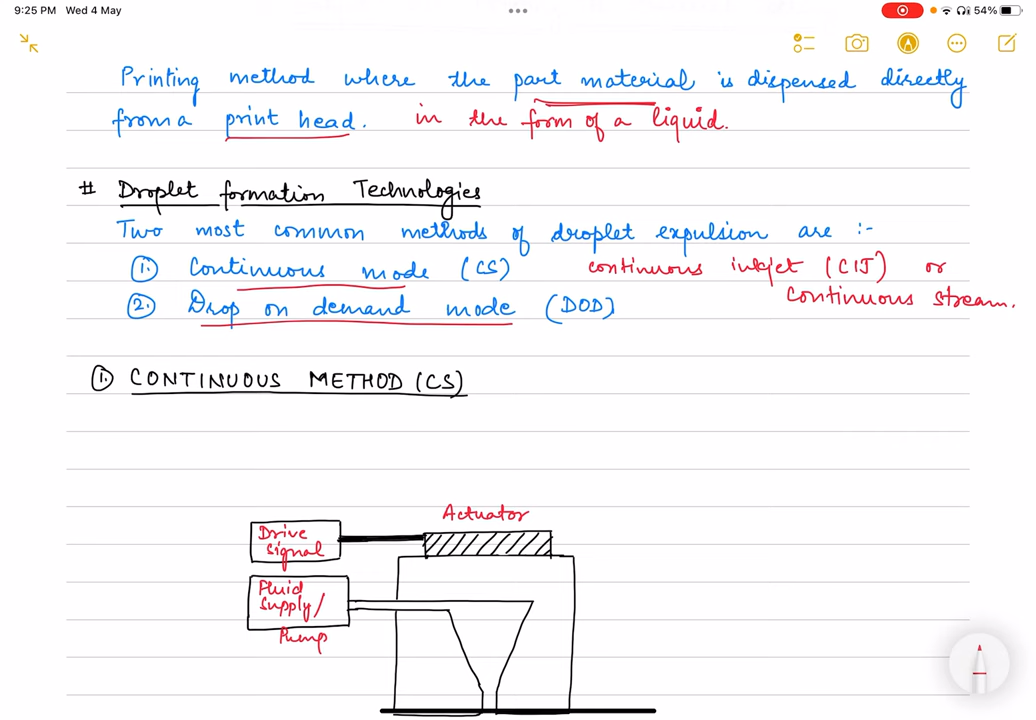 9:25 PM Wed 4 May
54%
Printing method where the part material is dispensed directly
from a print head. in the form of a liquid.
# Droplet formation Technologies
Two most common methods of droplet expulsion are :-
1. Continuous mode (CS) continuous inkjet (CIJ) or
continuous stream.
2. Drop on demand mode (DOD)
1. CONTINUOUS METHOD (CS)
Actuator
Drive
signal
Fluid
Supply/
Pump